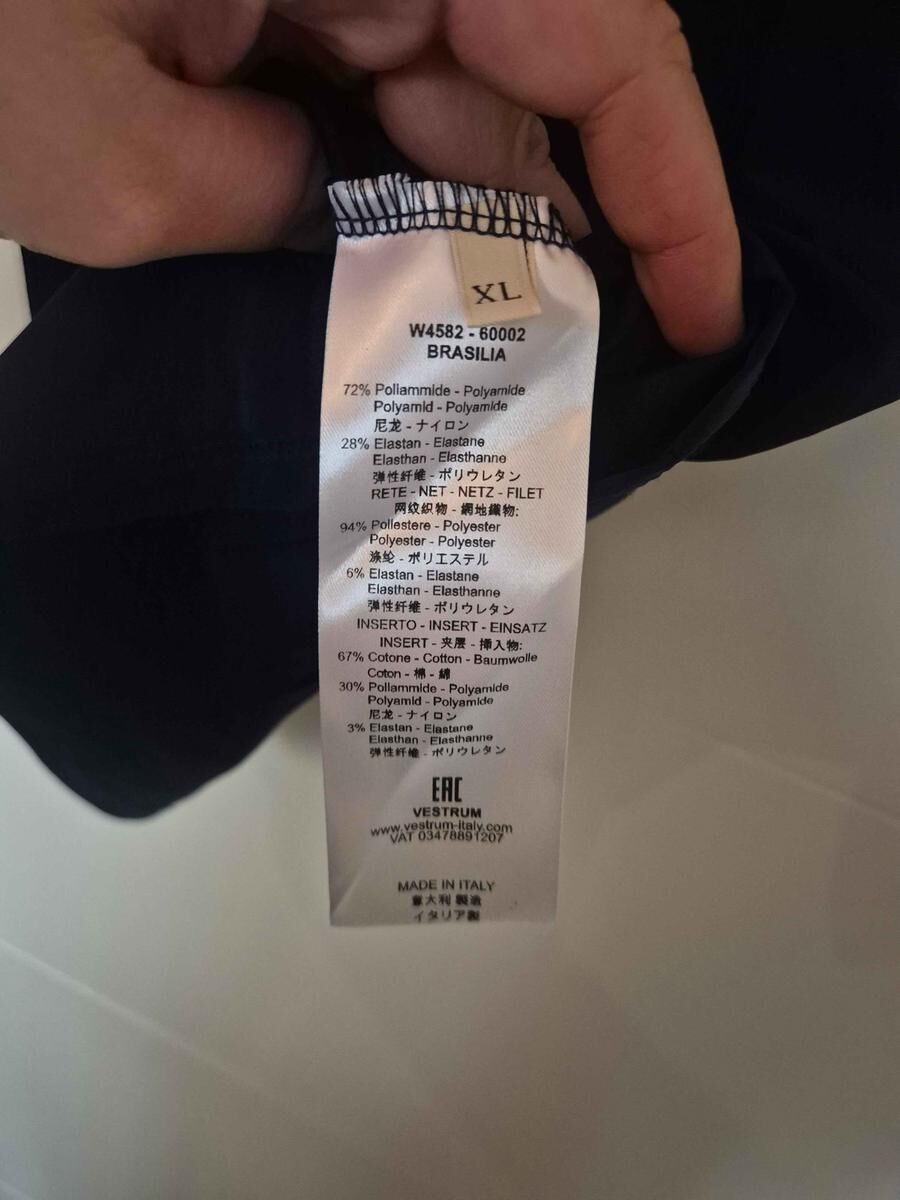 XL
W4582 - 60002
BRASILIA
72% Poliammide - Polyamide
Polyamid - Polyamide
尼龙 - ナイロン
28% Elastan - Elastane
Elasthan - Elasthanne
弹性纤维 - ポリウレタン
RETE - NET - NETZ - FILET
网纹织物 - 網地織物:
94% Poliestere - Polyester
Polyester - Polyester
涤纶 - ポリエステル
6% Elastan - Elastane
Elasthan - Elasthanne
弹性纤维 - ポリウレタン
INSERTO - INSERT - EINSATZ
INSERT - 夹层 - 挿入物:
67% Cotone - Cotton - Baumwolle
Coton - 棉 - 綿
30% Poliammide - Polyamide
Polyamid - Polyamide
尼龙 - ナイロン
3% Elastan - Elastane
Elasthan - Elasthanne
弹性纤维 - ポリウレタン
EAC
VESTRUM
www.vestrum-italy.com
VAT 03478891207
MADE IN ITALY
意大利 製造
イタリア製